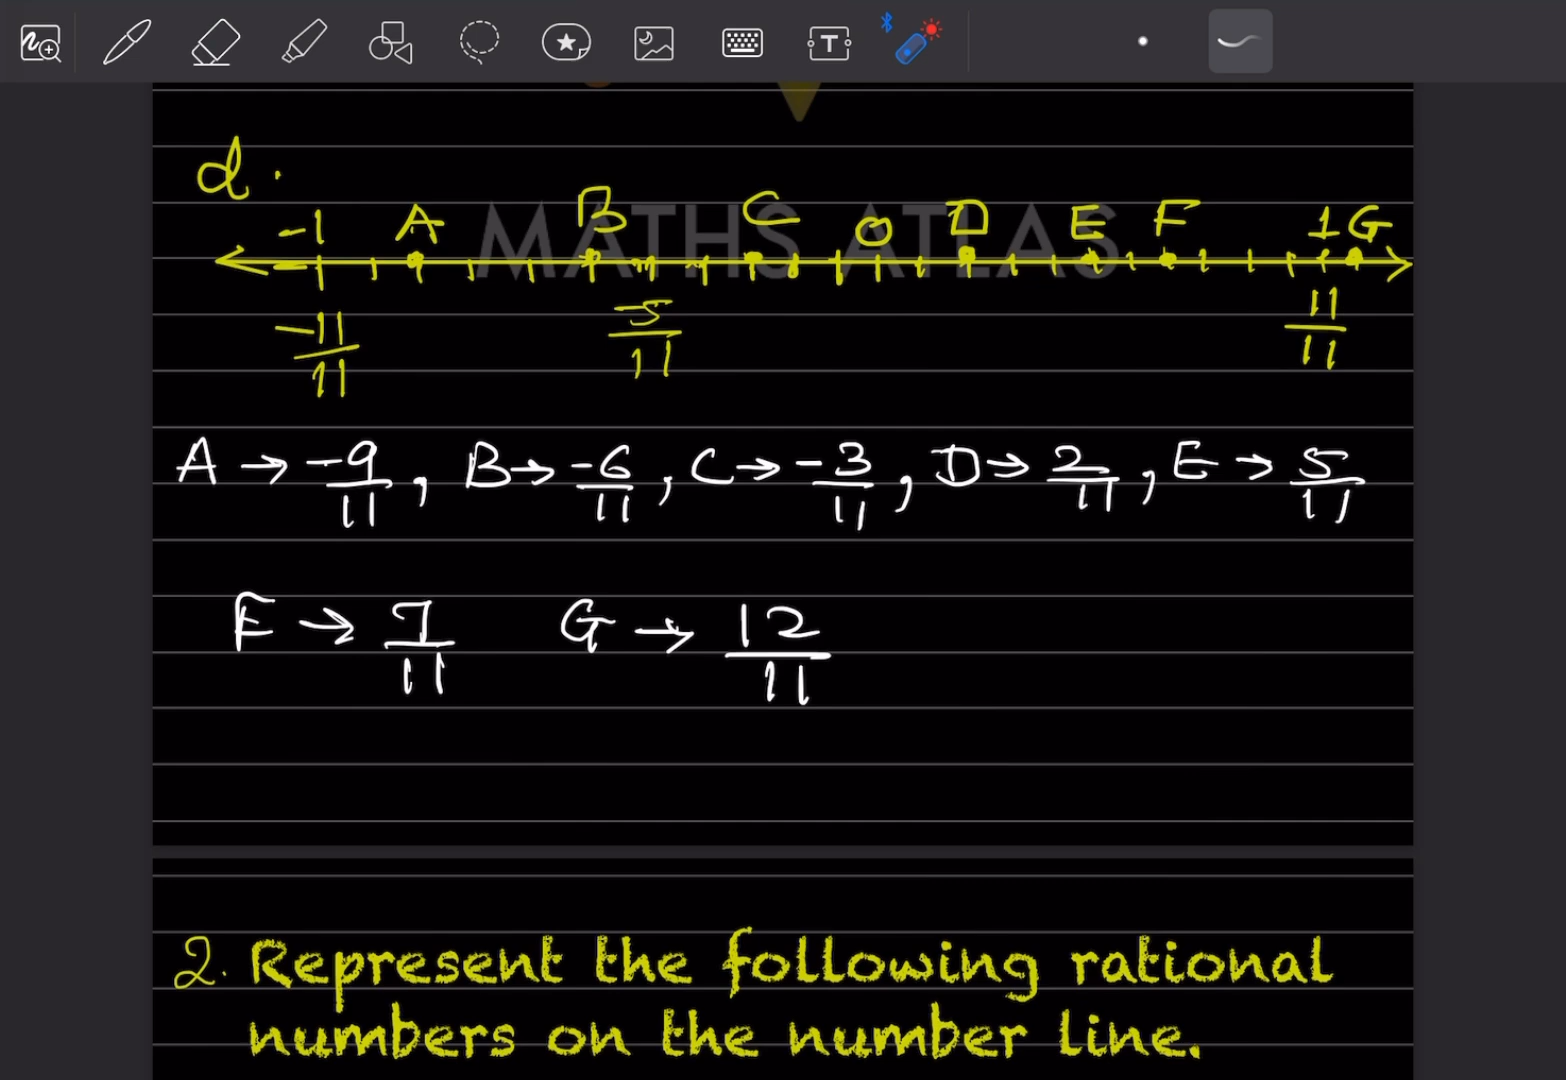 d.
-1 A B C 0 D E F 1 G
MATHS ATLAS
-11/11 -5/11 11/11
A → -9/11, B → -6/11, C → -3/11, D → 2/11, E → 5/11
F → 7/11 G → 12/11
2. Represent the following rational
numbers on the number line.